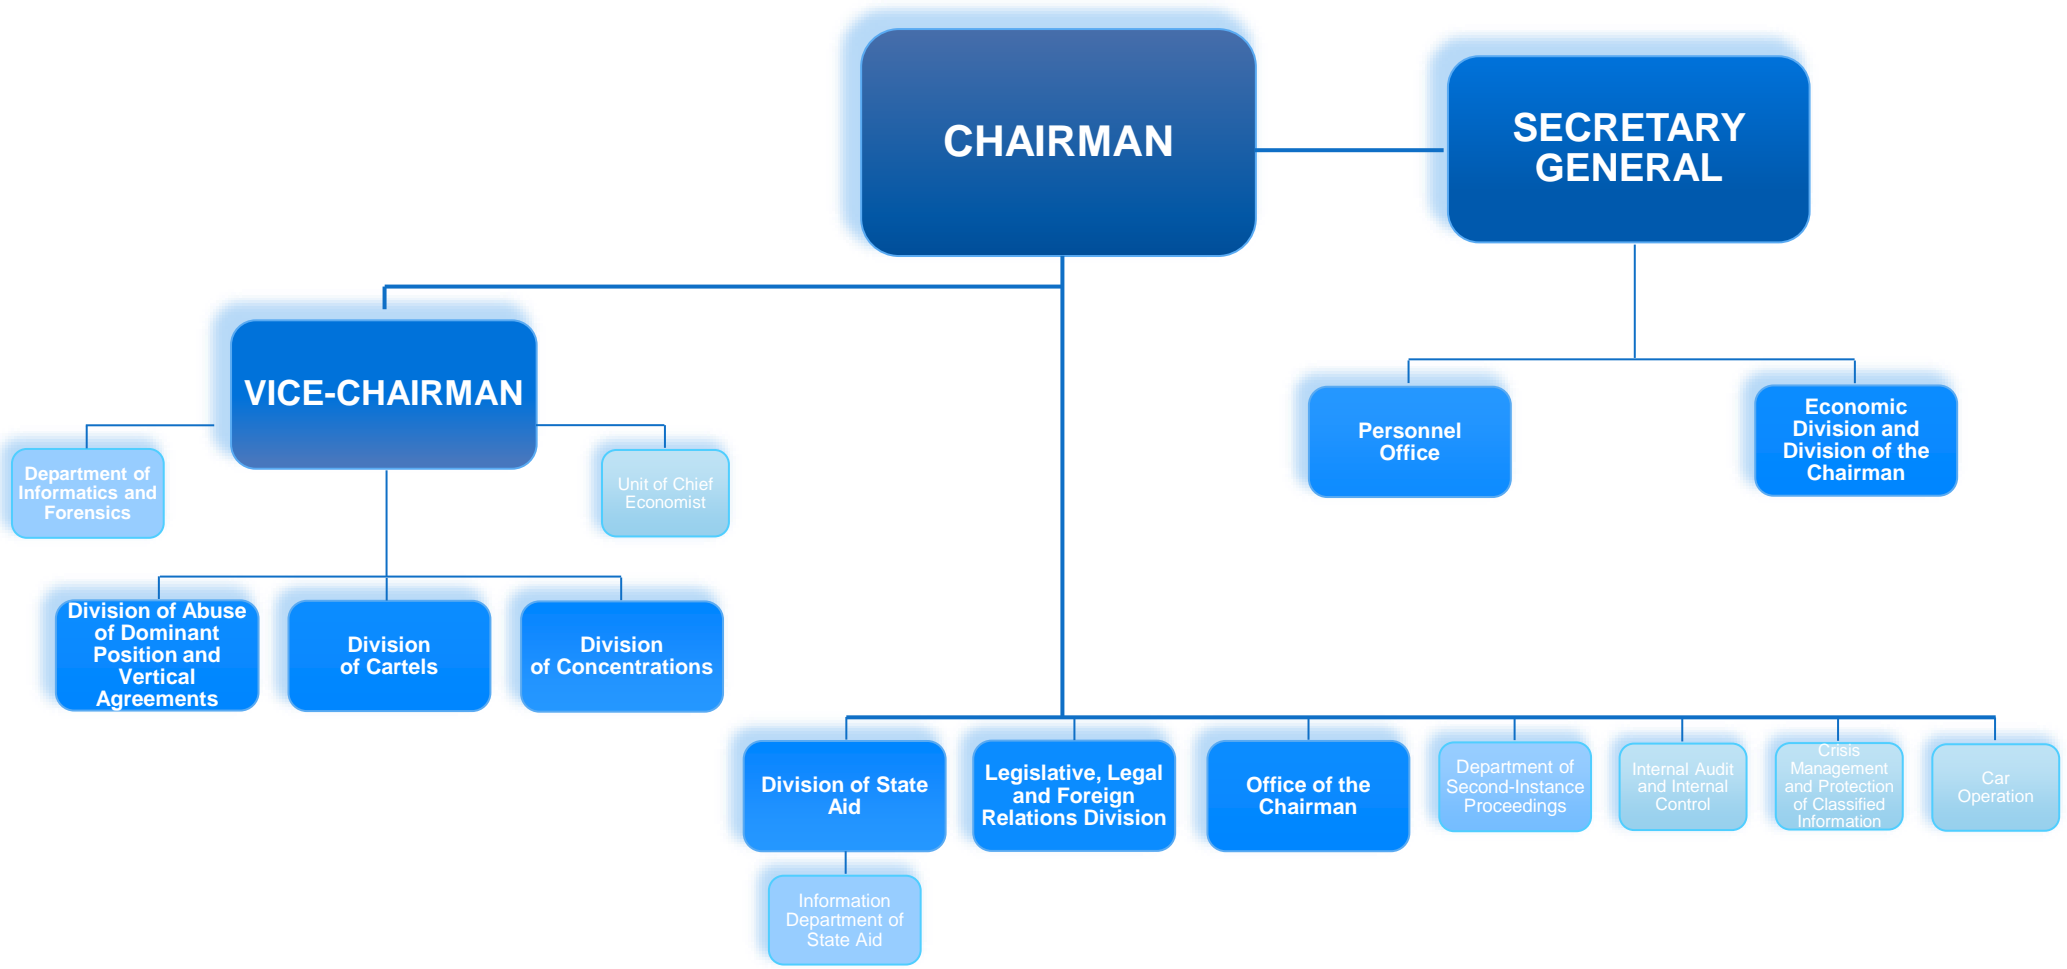 CHAIRMAN
SECRETARY
GENERAL
VICE-CHAIRMAN
Department of
Informatics and
Forensics
Unit of Chief
Economist
Personnel
Office
Economic
Division and
Division of the
Chairman
Division of Abuse
of Dominant
Position and
Vertical
Agreements
Division
of Cartels
Division
of Concentrations
Division of State
Aid
Legislative, Legal
and Foreign
Relations Division
Office of the
Chairman
Department of
Second-Instance
Proceedings
Internal Audit
and Internal
Control
Crisis
Management
and Protection
of Classified
Information
Car
Operation
Information
Department of
State Aid